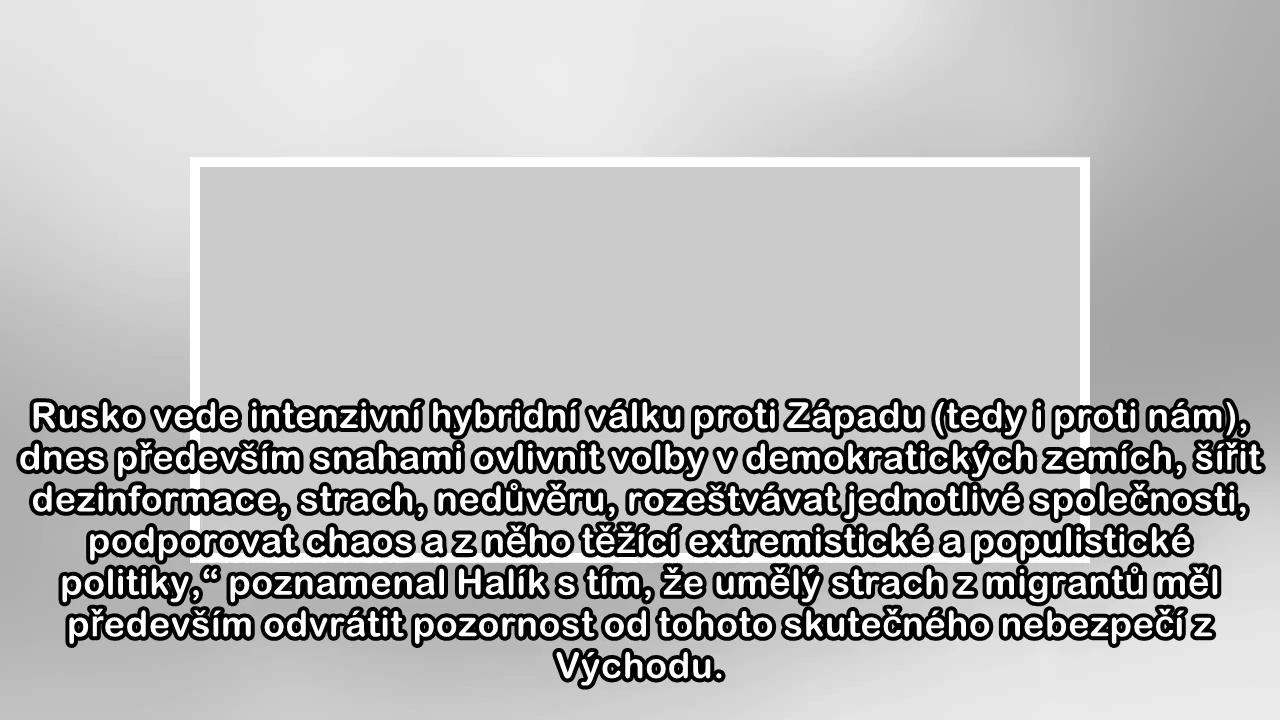 Rusko vede intenzivní hybridní válku proti Západu (tedy i proti nám),
dnes především snahami ovlivnit volby v demokratických zemích, šířit
dezinformace, strach, nedůvěru, rozeštvávat jednotlivé společnosti,
podporovat chaos a z něho těžící extremistické a populistické
politiky,“ poznamenal Halík s tím, že umělý strach z migrantů měl
především odvrátit pozornost od tohoto skutečného nebezpečí z
Východu.